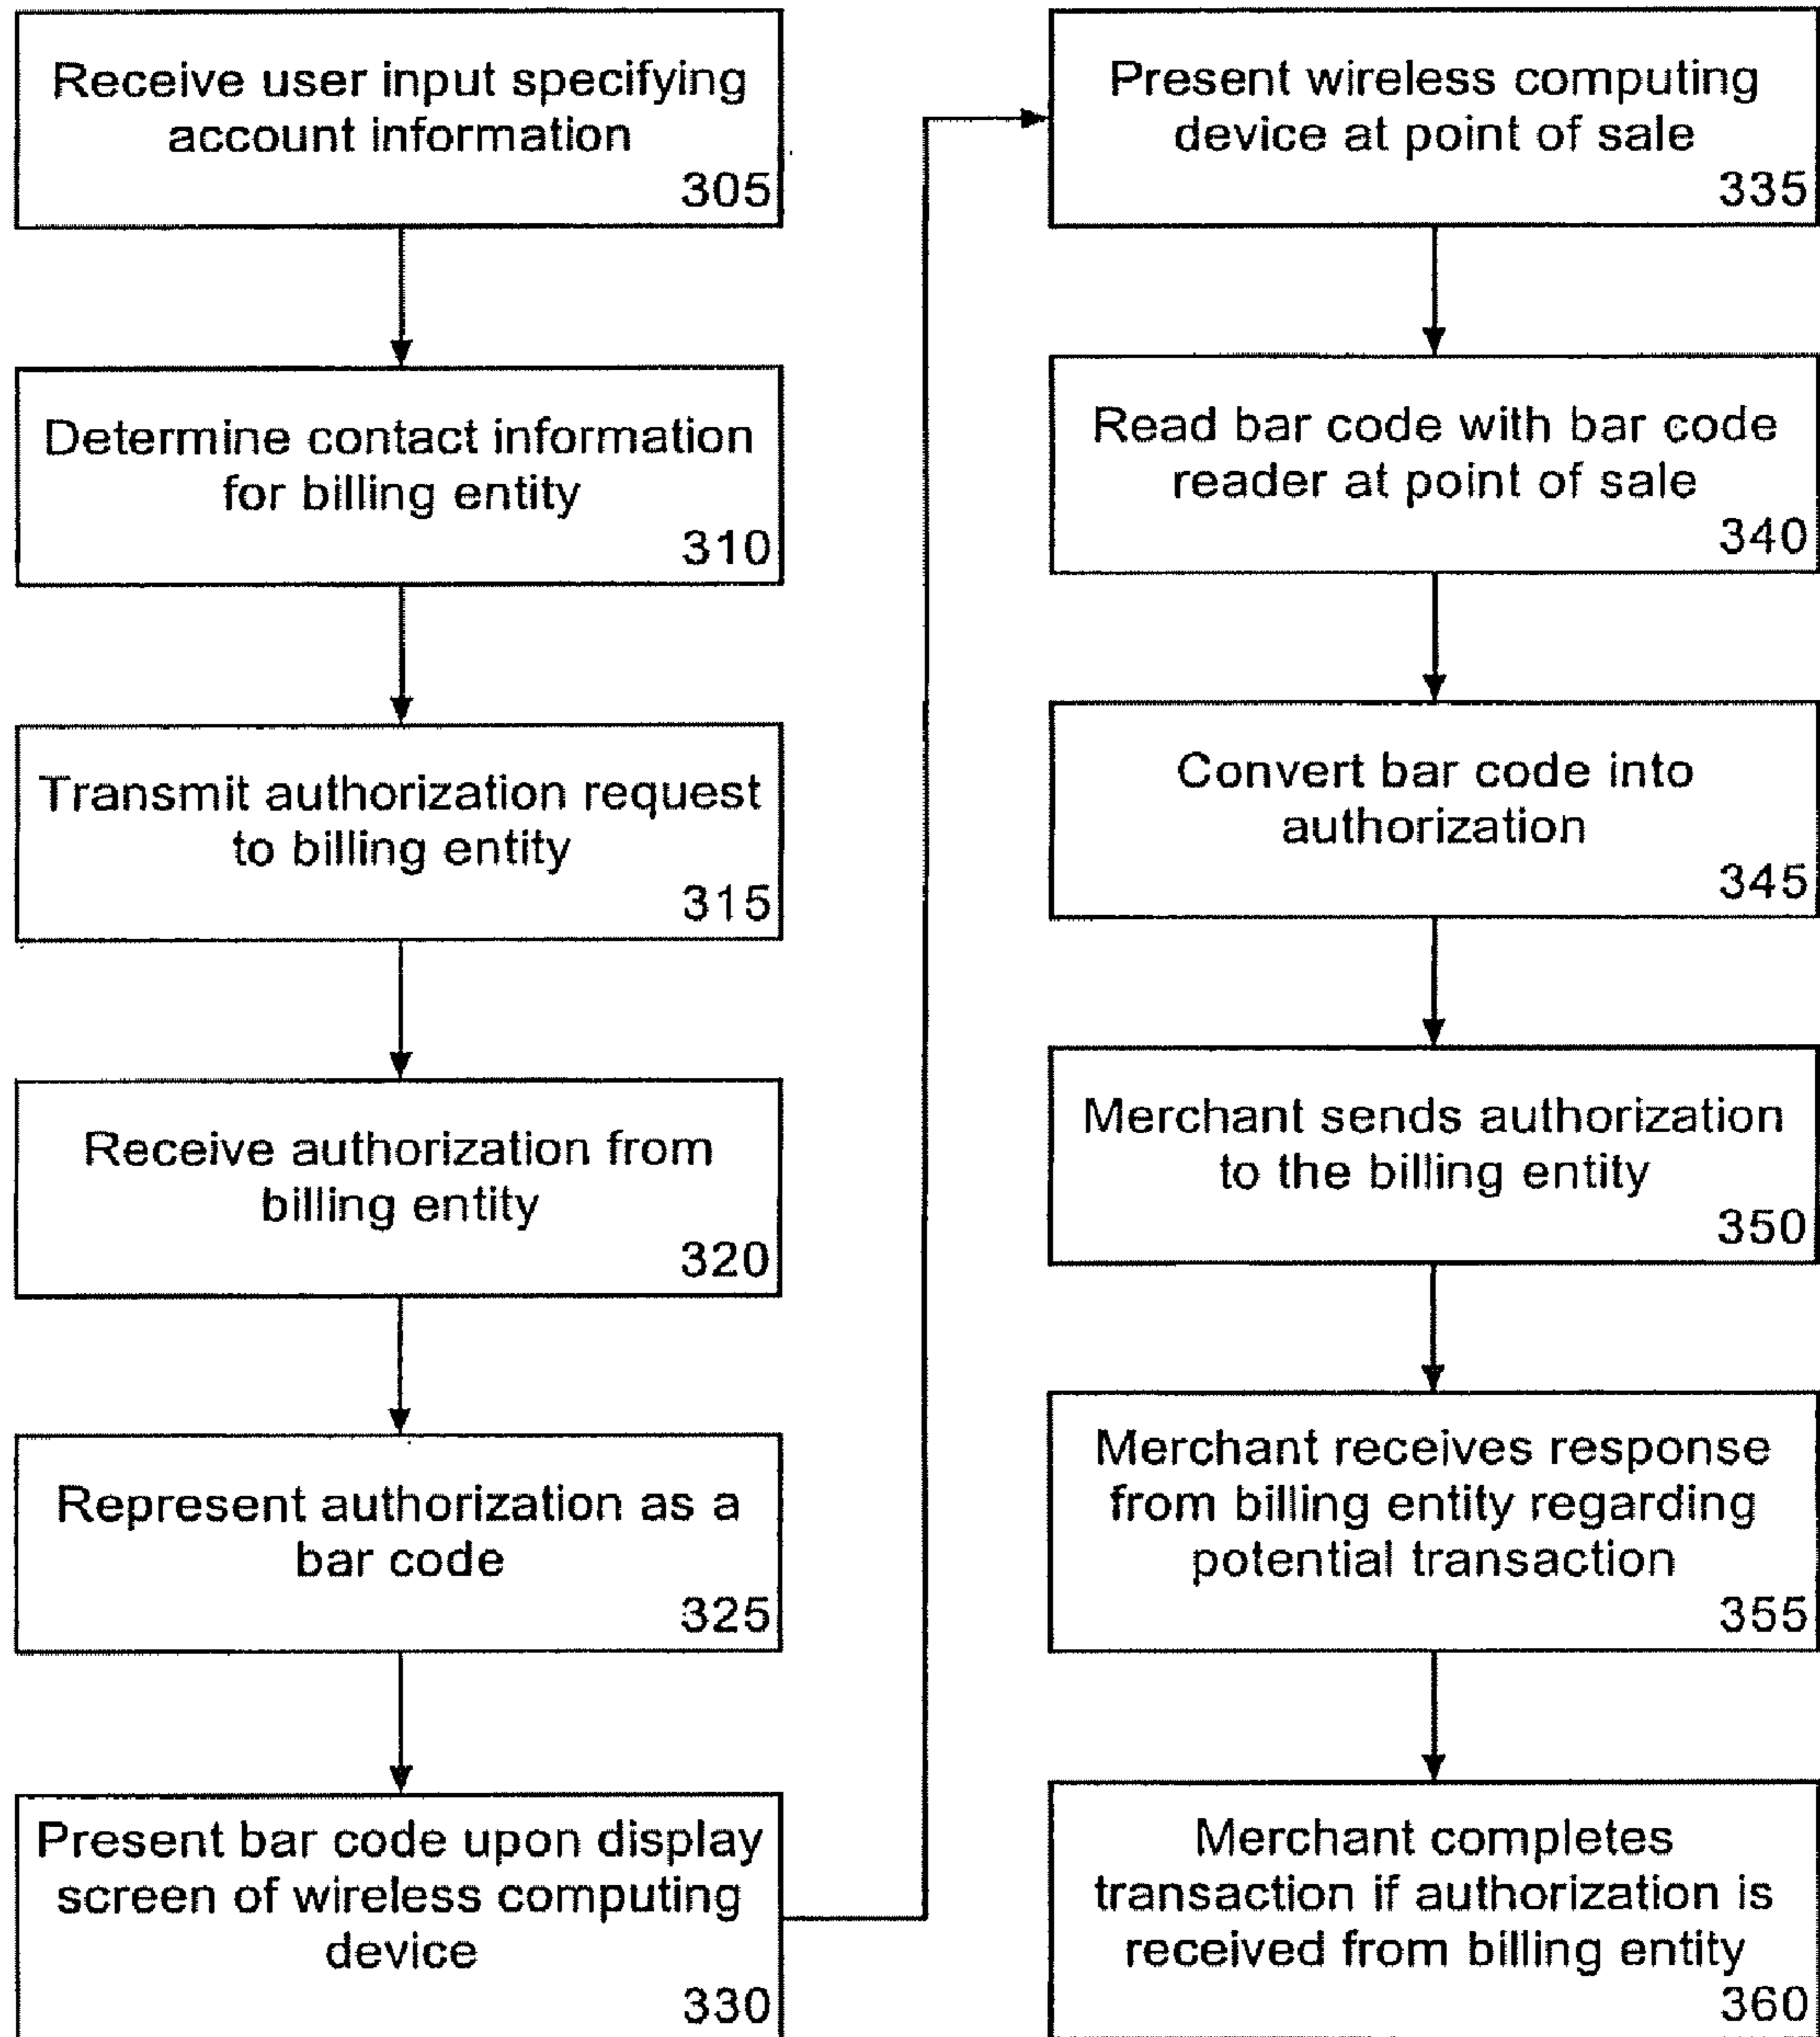 Receive user input specifying
account information
305
Determine contact information
for billing entity
310
Transmit authorization request
to billing entity
315
Receive authorization from
billing entity
320
Represent authorization as a
bar code
325
Present bar code upon display
screen of wireless computing
device
330
Present wireless computing
device at point of sale
335
Read bar code with bar code
reader at point of sale
340
Convert bar code into
authorization
345
Merchant sends authorization
to the billing entity
350
Merchant receives response
from billing entity regarding
potential transaction
355
Merchant completes
transaction if authorization is
received from billing entity
360